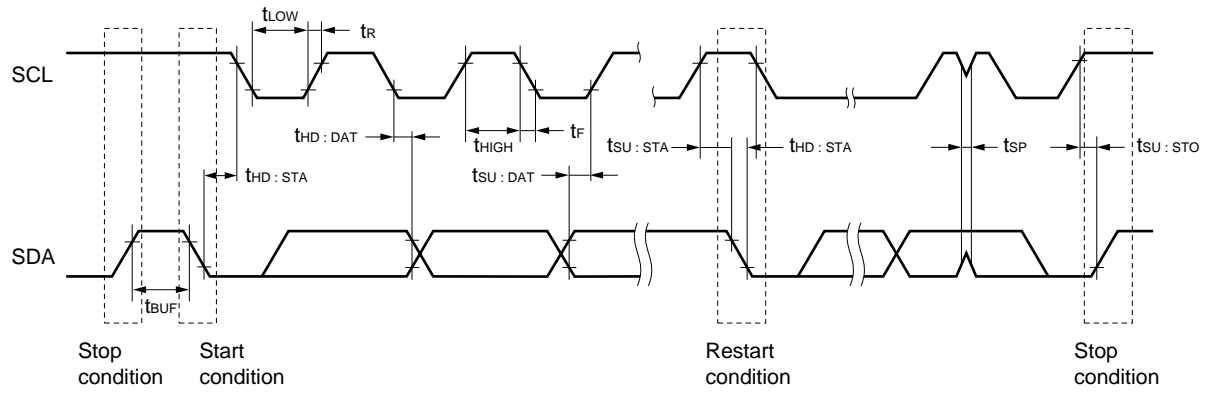 tLOW
tR
SCL
tHD : DAT
tHIGH
tF
tSU : STA
tHD : STA
tSP
tSU : STO
tHD : STA
tSU : DAT
SDA
tBUF
Stop
condition
Start
condition
Restart
condition
Stop
condition